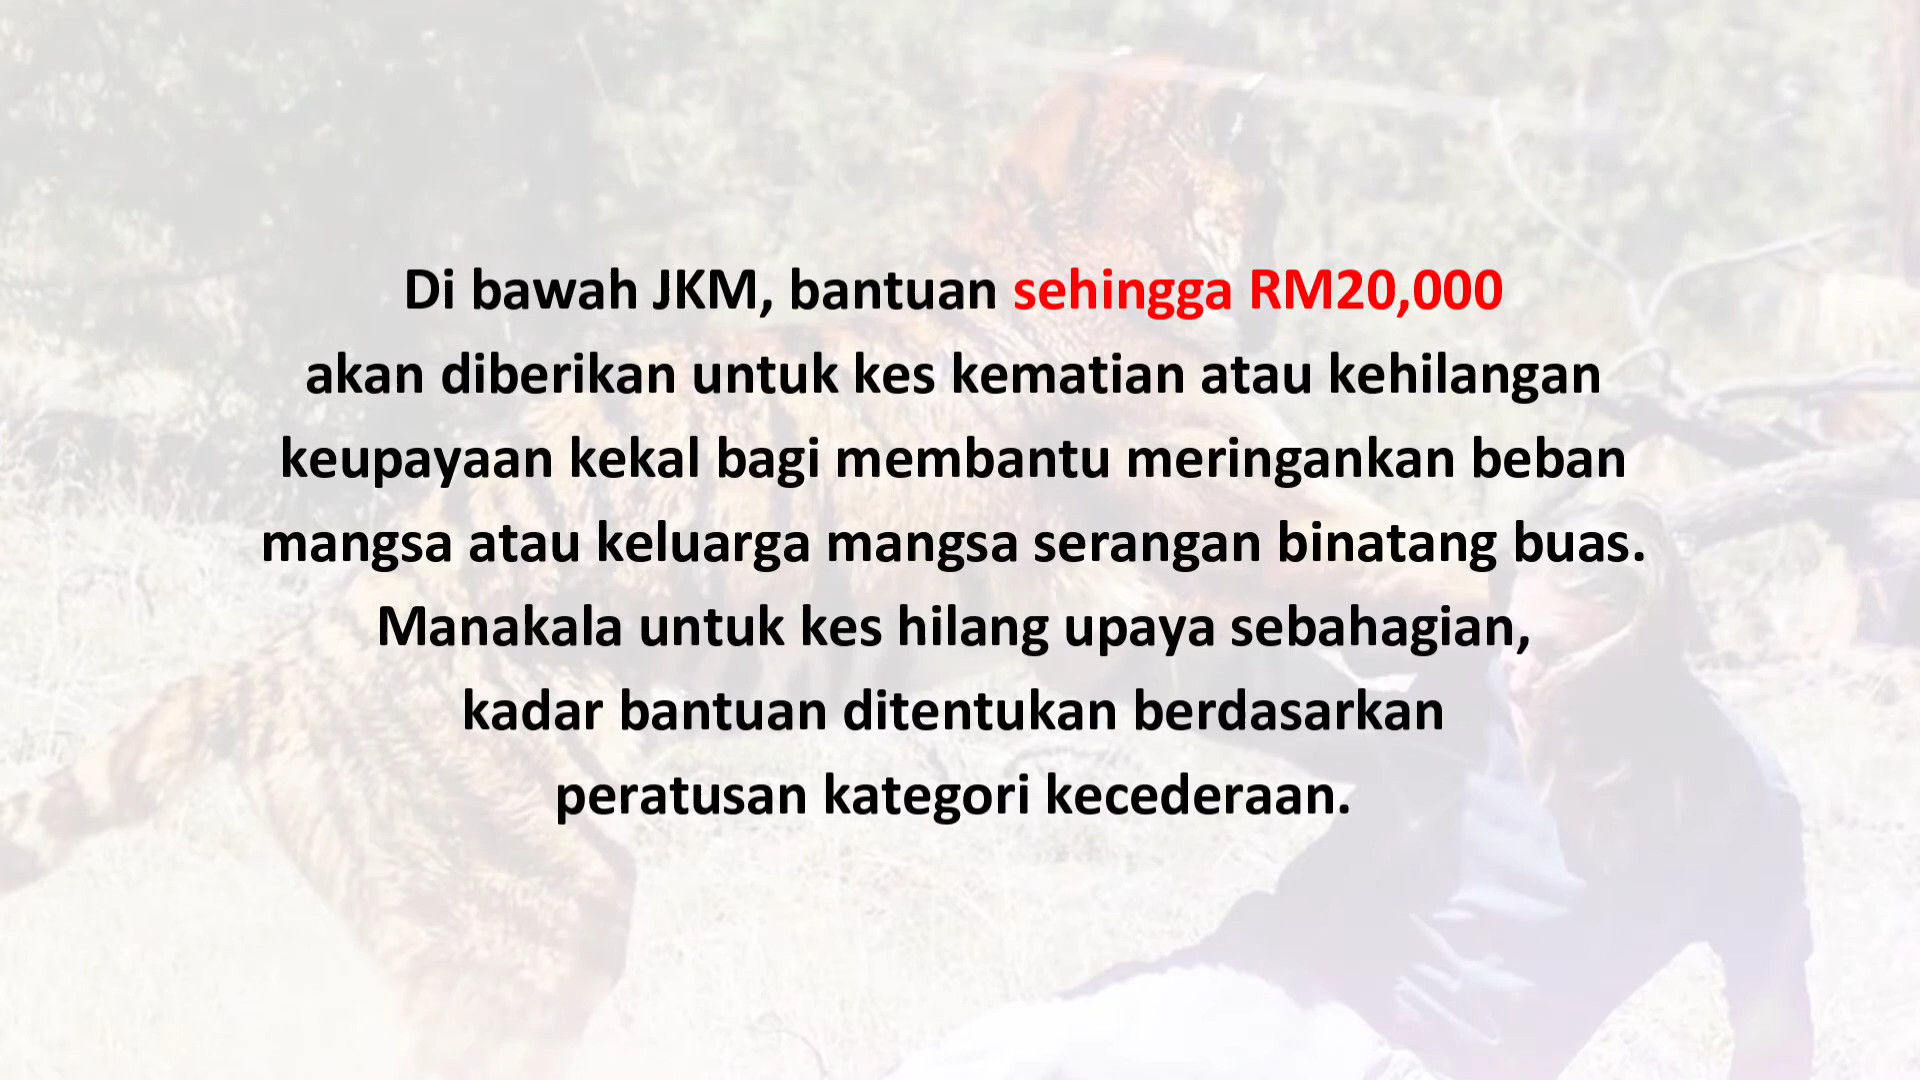 Di bawah JKM, bantuan sehingga RM20,000
akan diberikan untuk kes kematian atau kehilangan
keupayaan kekal bagi membantu meringankan beban
mangsa atau keluarga mangsa serangan binatang buas.
Manakala untuk kes hilang upaya sebahagian,
kadar bantuan ditentukan berdasarkan
peratusan kategori kecederaan.